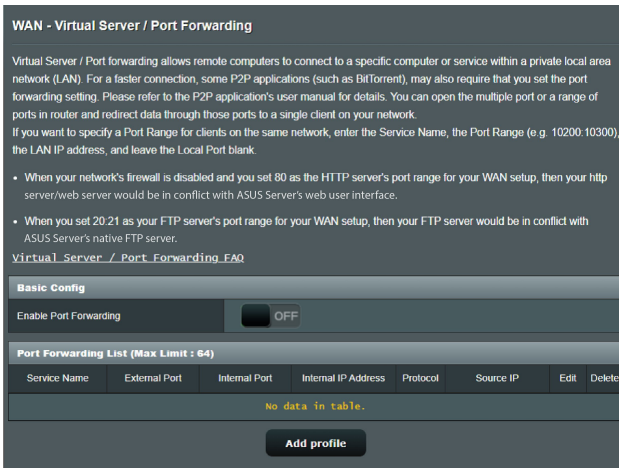 WAN - Virtual Server / Port Forwarding
Virtual Server / Port forwarding allows remote computers to connect to a specific computer or service within a private local area
network (LAN). For a faster connection, some P2P applications (such as BitTorrent), may also require that you set the port
forwarding setting. Please refer to the P2P application's user manual for details. You can open the multiple port or a range of
ports in router and redirect data through those ports to a single client on your network.
If you want to specify a Port Range for clients on the same network, enter the Service Name, the Port Range (e.g. 10200:10300),
the LAN IP address, and leave the Local Port blank.
• When your network's firewall is disabled and you set 80 as the HTTP server's port range for your WAN setup, then your http
server/web server would be in conflict with ASUS Server's web user interface.
• When you set 20:21 as your FTP server's port range for your WAN setup, then your FTP server would be in conflict with
ASUS Server's native FTP server.
Virtual Server / Port Forwarding FAQ
Basic Config
Enable Port Forwarding OFF
Port Forwarding List (Max Limit : 64)
Service Name External Port Internal Port Internal IP Address Protocol Source IP Edit Delete
No data in table.
Add profile